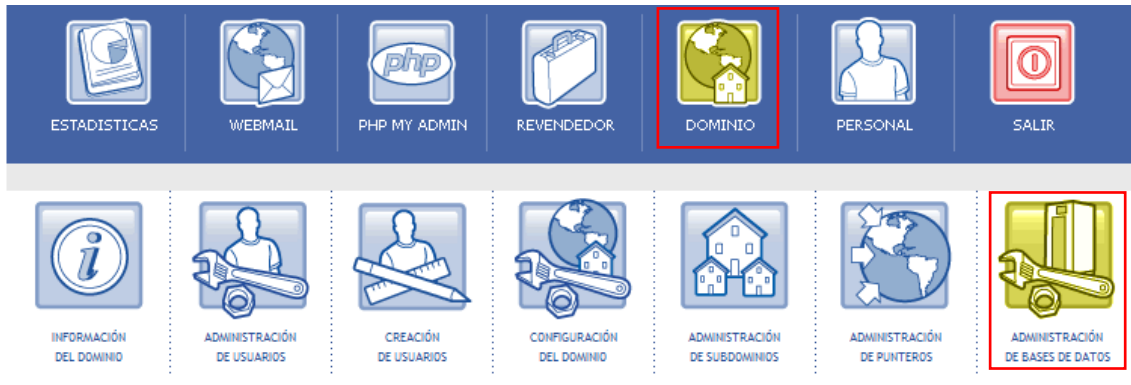 php
ESTADISTICAS
WEBMAIL
PHP MY ADMIN
REVENDEDOR
DOMINIO
PERSONAL
SALIR
i
INFORMACIÓN
DEL DOMINIO
ADMINISTRACIÓN
DE USUARIOS
CREACIÓN
DE USUARIOS
CONFIGURACIÓN
DEL DOMINIO
ADMINISTRACIÓN
DE SUBDOMINIOS
ADMINISTRACIÓN
DE PUNTEROS
ADMINISTRACIÓN
DE BASES DE DATOS